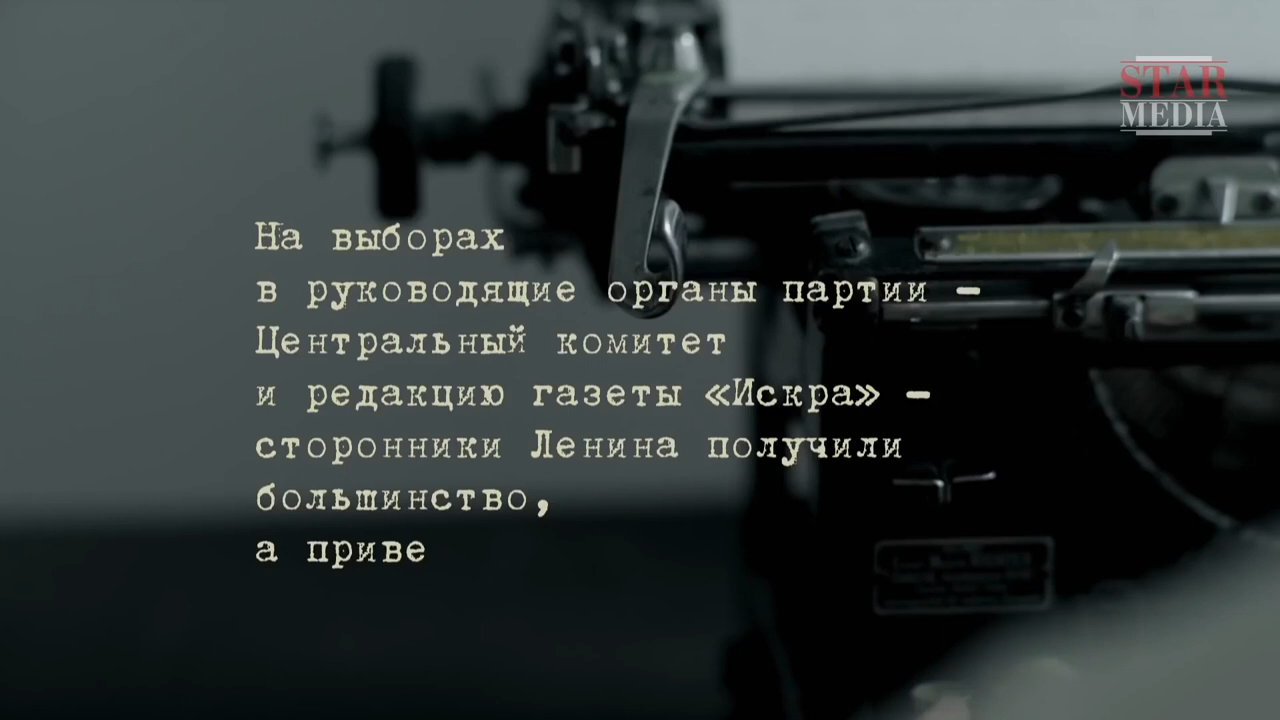 STAR
MEDIA
На выборах
в руководящие органы партии –
Центральный комитет
и редакцию газеты «Искра» –
сторонники Ленина получили
большинство,
а приве